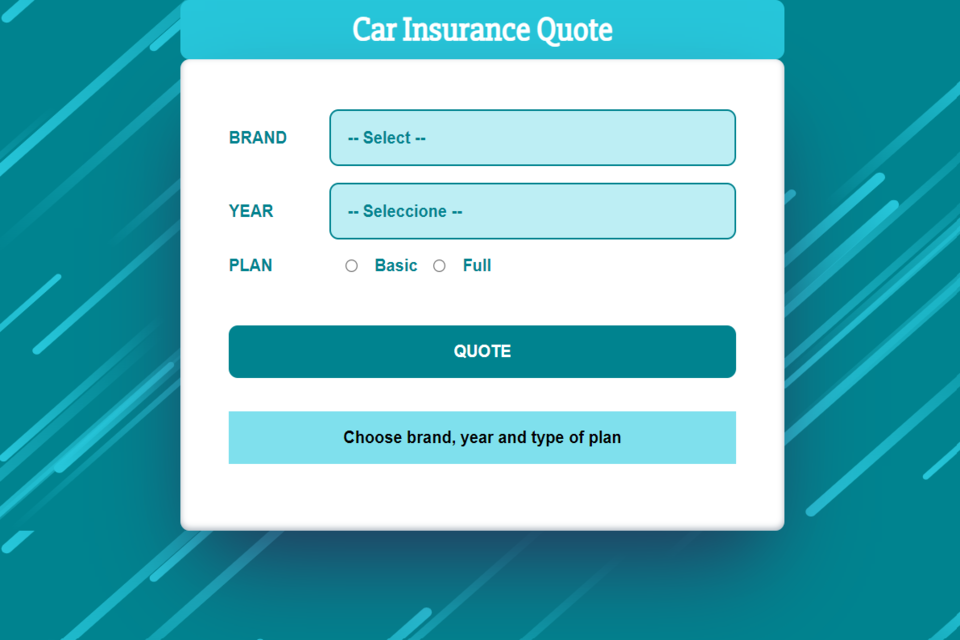 Car Insurance Quote
BRAND -- Select --
YEAR -- Seleccione --
PLAN Basic Full
QUOTE
Choose brand, year and type of plan